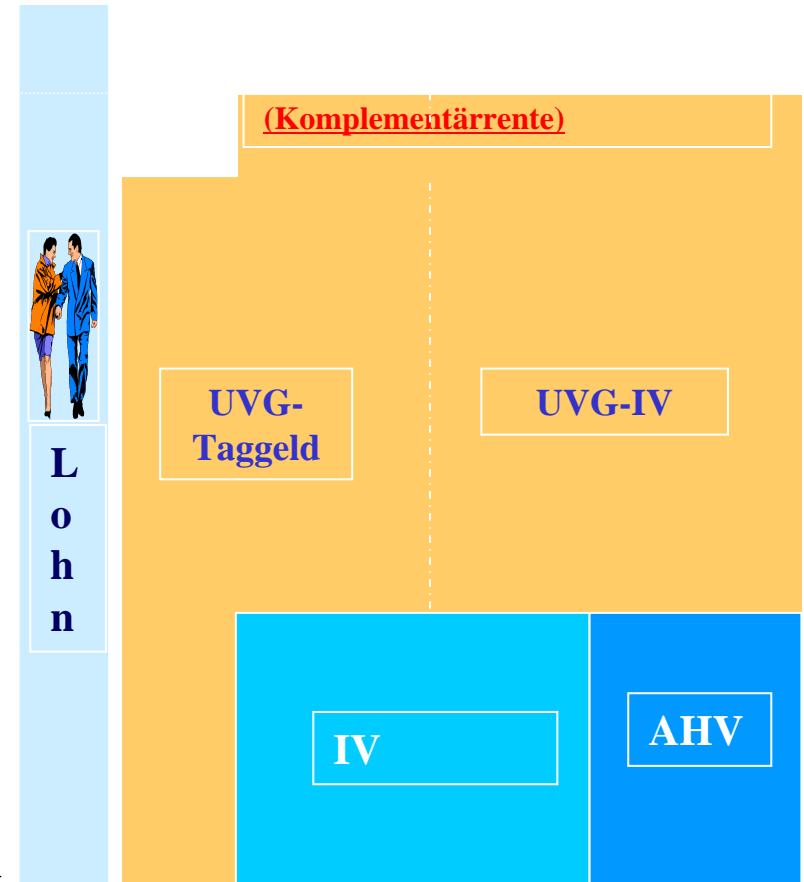 (Komplementärrente)
UVG-
Taggeld
UVG-IV
L
o
h
n
IV
AHV